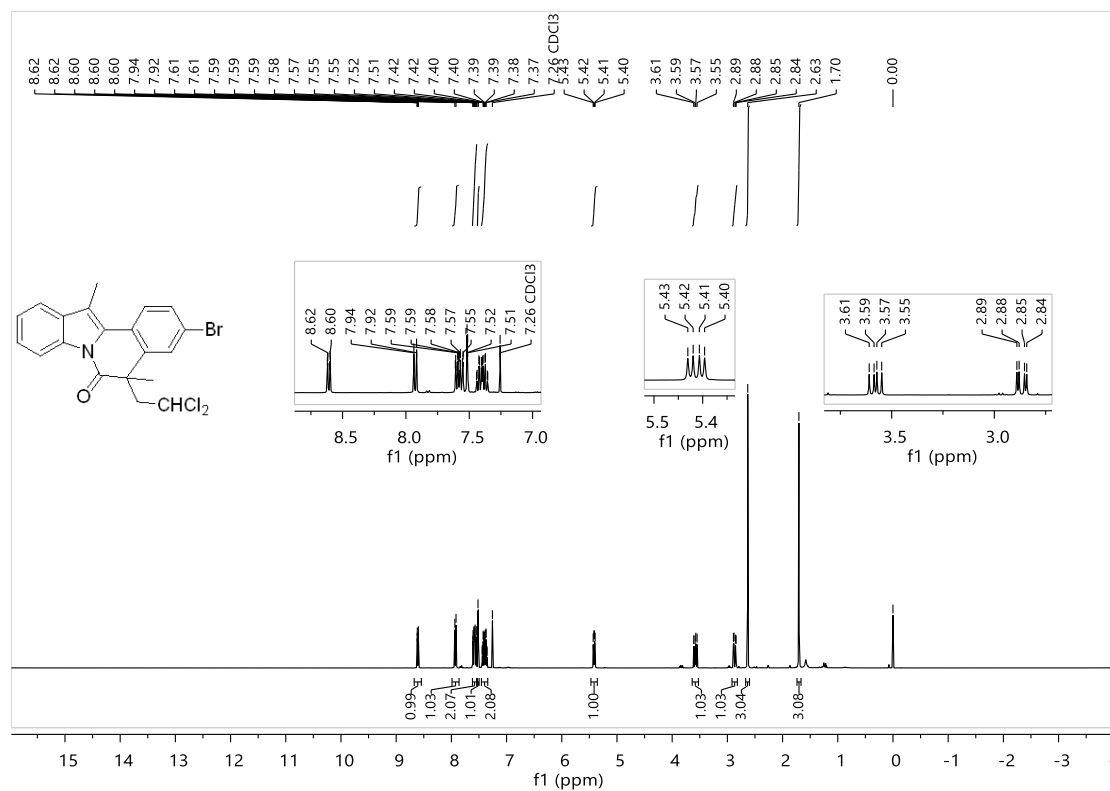 8.62 8.62 8.60 8.60 8.60 7.94 7.92 7.61 7.61 7.59 7.59 7.59 7.58 7.57 7.55 7.55 7.52 7.51 7.42 7.42 7.40 7.40 7.39 7.39 7.38 7.37 7.26 CDCl3 5.43 5.42 5.41 5.40 3.61 3.59 3.57 3.55 2.89 2.88 2.85 2.84 2.63 1.70 0.00
8.62 8.60 7.94 7.92 7.59 7.59 7.58 7.57 7.55 7.52 7.51 7.26 CDCl3
8.5 8.0 7.5 7.0
f1 (ppm)
5.43 5.42 5.41 5.40
5.5 5.4
f1 (ppm)
3.61 3.59 3.57 3.55 2.89 2.88 2.85 2.84
3.5 3.0
f1 (ppm)
Br
N
O
CHCl2
0.99 1.03 2.07 1.01 2.08 1.00 1.03 1.03 3.04 3.08
15 14 13 12 11 10 9 8 7 6 5 4 3 2 1 0 -1 -2 -3
f1 (ppm)